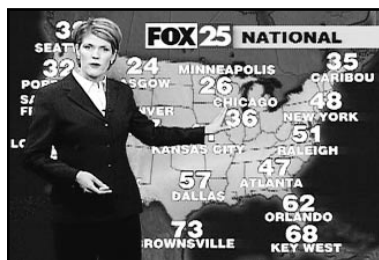 FOX 25 NATIONAL
SEATT
24
MINNEAPOLIS
26
35
CARIBOU
CHICAGO
36
48
NEW YORK
51
RALEIGH
KANSAS CITY
47
ATLANTA
57
DALLAS
62
ORLANDO
73
BROWNSVILLE
68
KEY WEST